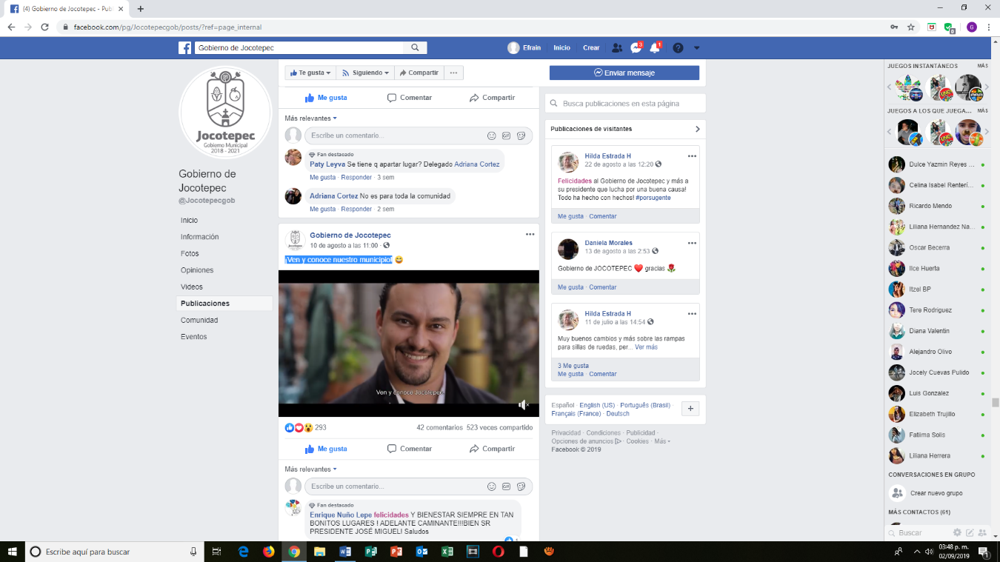 (4) Gobierno de Jocotepec - Publ
facebook.com/pg/Jocotepecgob/posts/?ref=page_internal
G
Gobierno de Jocotepec
Efrain
Inicio
Crear
3
1
Jocotepec
Gobierno Municipal
2018 - 2021
Gobierno de
Jocotepec
@Jocotepecgob
Inicio
Información
Fotos
Opiniones
Videos
Publicaciones
Comunidad
Eventos
Te gusta
Siguiendo
Compartir
Enviar mensaje
Me gusta
Comentar
Compartir
Más relevantes
Escribe un comentario...
GIF
Fan destacado
Paty Leyva Se tiene q apartar lugar? Delegado Adriana Cortez
Me gusta · Responder · 3 sem
Adriana Cortez No es para toda la comunidad
Me gusta · Responder · 2 sem
Gobierno de Jocotepec
10 de agosto a las 11:00 ·
¡Ven y conoce nuestro municipio! 😄
Ven y conoce Jocotepec.
293
42 comentarios 523 veces compartido
Me gusta
Comentar
Compartir
Más relevantes
Escribe un comentario...
GIF
Fan destacado
Enrique Nuño Lepe felicidades Y BIENESTAR SIEMPRE EN TAN
BONITOS LUGARES ! ADELANTE CAMINANTE!!!BIEN SR
PRESIDENTE JOSÉ MIGUEL! Saludos
Busca publicaciones en esta página
Publicaciones de visitantes
Hilda Estrada H
22 de agosto a las 12:20 ·
Felicidades al Gobierno de Jocotepec y más a
su presidente que lucha por una buena causa!
Todo ha hecho con hechos! #porsugente
Me gusta · Comentar
Daniela Morales
13 de agosto a las 2:53 ·
Gobierno de JOCOTEPEC ❤️ gracias 🌹
Me gusta · Comentar
Hilda Estrada H
11 de julio a las 14:54 ·
Muy buenos cambios y más sobre las rampas
para sillas de ruedas, per... Ver más
3 Me gusta
Me gusta · Comentar
Español · English (US) · Português (Brasil) ·
Français (France) · Deutsch
Privacidad · Condiciones · Publicidad ·
Opciones de anuncios · Cookies · Más
Facebook © 2019
JUEGOS INSTANTÁNEOS MÁS
JUEGOS A LOS QUE JUEGA... MÁS
Dulce Yazmin Reyes ...
Celina Isabel Renterí...
Ricardo Mendo
Liliana Hernandez Na...
Oscar Becerra
Ilce Huerta
Itzel BP
Tere Rodriguez
Diana Valentin
Alejandro Olivo
Jocely Cuevas Pulido
Luis Gonzalez
Elizabeth Trujillo
Fatiima Solis
Liliana Herrera
CONVERSACIONES EN GRUPO
Crear nuevo grupo
MÁS CONTACTOS (61)
Buscar
Escribe aquí para buscar
03:48 p. m.
02/09/2019